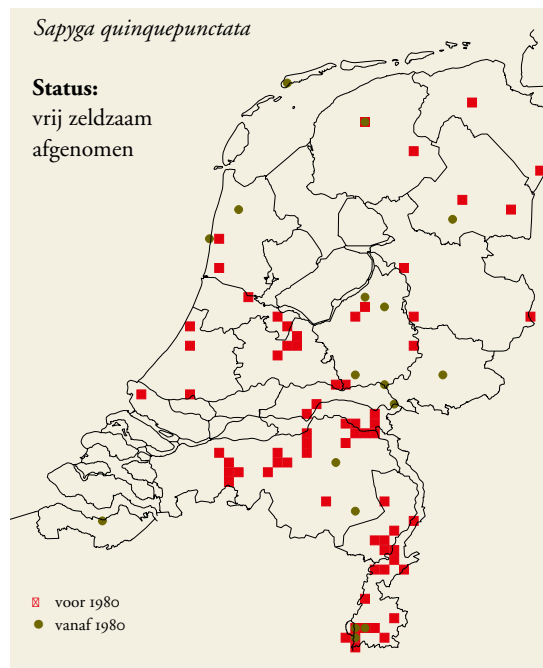 Sapyga quinquepunctata
Status:
vrij zeldzaam
afgenomen
voor 1980
vanaf 1980